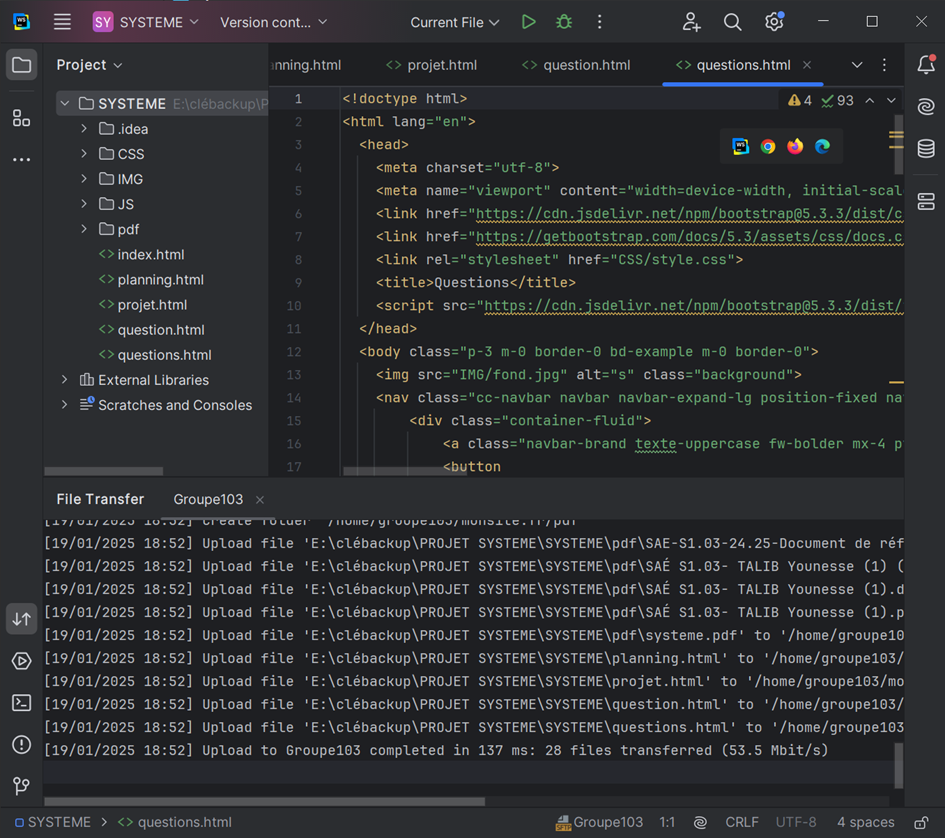 WS
SY SYSTEME Version cont... Current File
Project
SYSTEME E:\clébackup\P
.idea
CSS
IMG
JS
pdf
index.html
planning.html
projet.html
question.html
questions.html
External Libraries
Scratches and Consoles
anning.html projet.html question.html questions.html
4 93
1 <!doctype html>
2 <html lang="en">
3 <head>
4 <meta charset="utf-8">
5 <meta name="viewport" content="width=device-width, initial-scal
6 <link href="https://cdn.jsdelivr.net/npm/bootstrap@5.3.3/dist/c
7 <link href="https://getbootstrap.com/docs/5.3/assets/css/docs.c
8 <link rel="stylesheet" href="CSS/style.css">
9 <title>Questions</title>
10 <script src="https://cdn.jsdelivr.net/npm/bootstrap@5.3.3/dist/
11 </head>
12 <body class="p-3 m-0 border-0 bd-example m-0 border-0">
13 <img src="IMG/fond.jpg" alt="s" class="background">
14 <nav class="cc-navbar navbar navbar-expand-lg position-fixed na
15 <div class="container-fluid">
16 <a class="navbar-brand texte-uppercase fw-bolder mx-4 p
17 <button
File Transfer Groupe103
[19/01/2025 18:52] Create folder '/home/groupe103/monsite.fr/pdf'
[19/01/2025 18:52] Upload file 'E:\clébackup\PROJET SYSTEME\SYSTEME\pdf\SAE-S1.03-24.25-Document de réf
[19/01/2025 18:52] Upload file 'E:\clébackup\PROJET SYSTEME\SYSTEME\pdf\SAÉ S1.03- TALIB Younesse (1) (
[19/01/2025 18:52] Upload file 'E:\clébackup\PROJET SYSTEME\SYSTEME\pdf\SAÉ S1.03- TALIB Younesse (1).d
[19/01/2025 18:52] Upload file 'E:\clébackup\PROJET SYSTEME\SYSTEME\pdf\SAÉ S1.03- TALIB Younesse (1).p
[19/01/2025 18:52] Upload file 'E:\clébackup\PROJET SYSTEME\SYSTEME\pdf\systeme.pdf' to '/home/groupe10
[19/01/2025 18:52] Upload file 'E:\clébackup\PROJET SYSTEME\SYSTEME\planning.html' to '/home/groupe103/
[19/01/2025 18:52] Upload file 'E:\clébackup\PROJET SYSTEME\SYSTEME\projet.html' to '/home/groupe103/mo
[19/01/2025 18:52] Upload file 'E:\clébackup\PROJET SYSTEME\SYSTEME\question.html' to '/home/groupe103/
[19/01/2025 18:52] Upload file 'E:\clébackup\PROJET SYSTEME\SYSTEME\questions.html' to '/home/groupe103
[19/01/2025 18:52] Upload to Groupe103 completed in 137 ms: 28 files transferred (53.5 Mbit/s)
SYSTEME > questions.html SFTP Groupe103 1:1 CRLF UTF-8 4 spaces